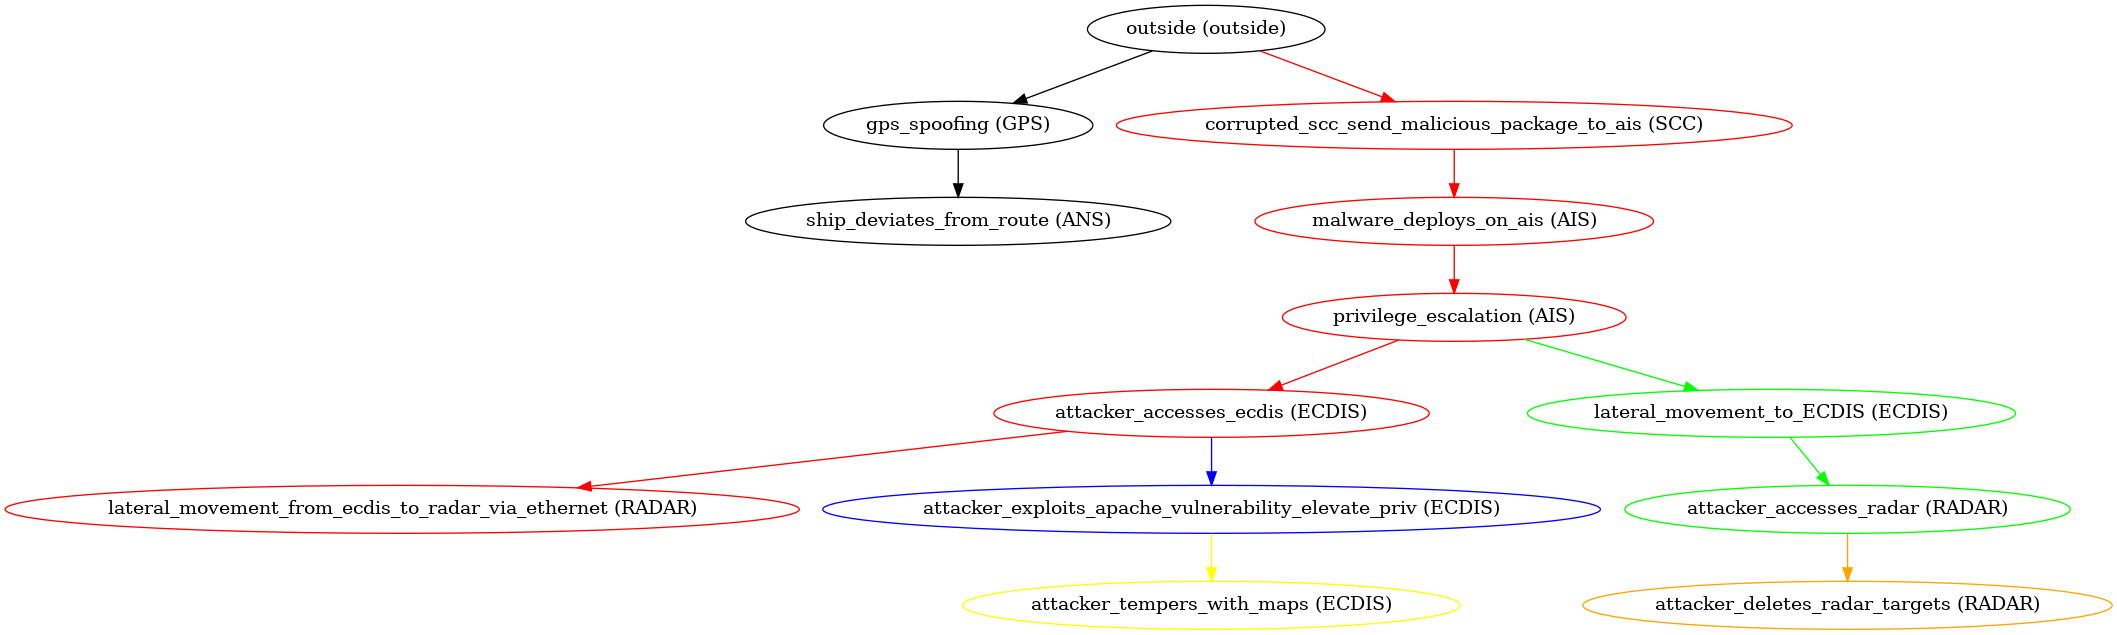 outside (outside)
gps_spoofing (GPS)
corrupted_scc_send_malicious_package_to_ais (SCC)
ship_deviates_from_route (ANS)
malware_deploys_on_ais (AIS)
privilege_escalation (AIS)
attacker_accesses_ecdis (ECDIS)
lateral_movement_to_ECDIS (ECDIS)
lateral_movement_from_ecdis_to_radar_via_ethernet (RADAR)
attacker_exploits_apache_vulnerability_elevate_priv (ECDIS)
attacker_accesses_radar (RADAR)
attacker_tempers_with_maps (ECDIS)
attacker_deletes_radar_targets (RADAR)